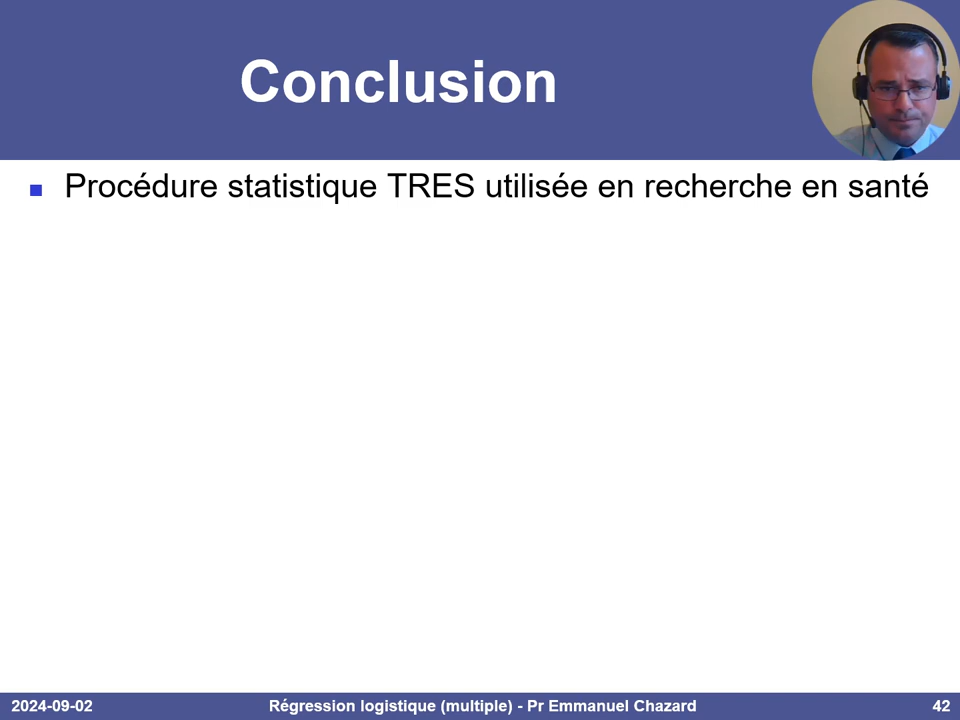 Conclusion
Procédure statistique TRES utilisée en recherche en santé
2024-09-02
Régression logistique (multiple) - Pr Emmanuel Chazard
42